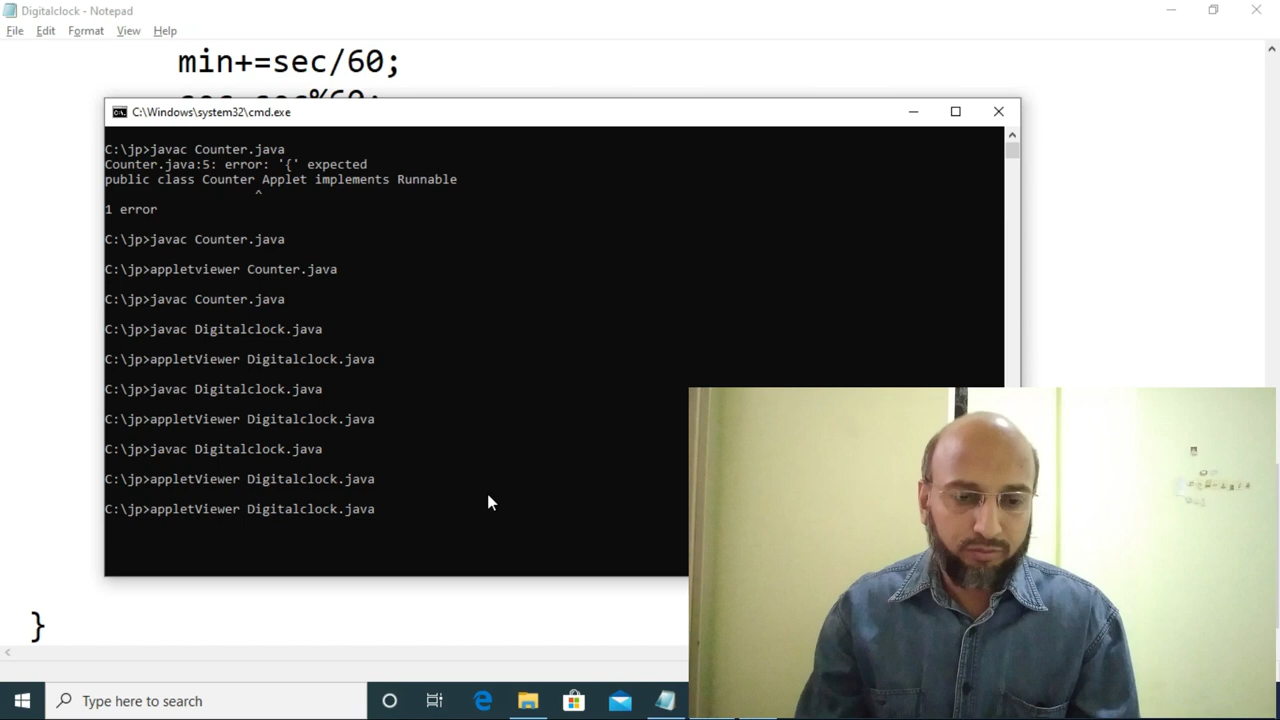 Digitalclock - Notepad
File Edit Format View Help
min+=sec/60;
C:\Windows\system32\cmd.exe
C:\jp>javac Counter.java
Counter.java:5: error: '{' expected
public class Counter Applet implements Runnable
^
1 error
C:\jp>javac Counter.java
C:\jp>appletviewer Counter.java
C:\jp>javac Counter.java
C:\jp>javac Digitalclock.java
C:\jp>appletViewer Digitalclock.java
C:\jp>javac Digitalclock.java
C:\jp>appletViewer Digitalclock.java
C:\jp>javac Digitalclock.java
C:\jp>appletViewer Digitalclock.java
C:\jp>appletViewer Digitalclock.java
}
Type here to search